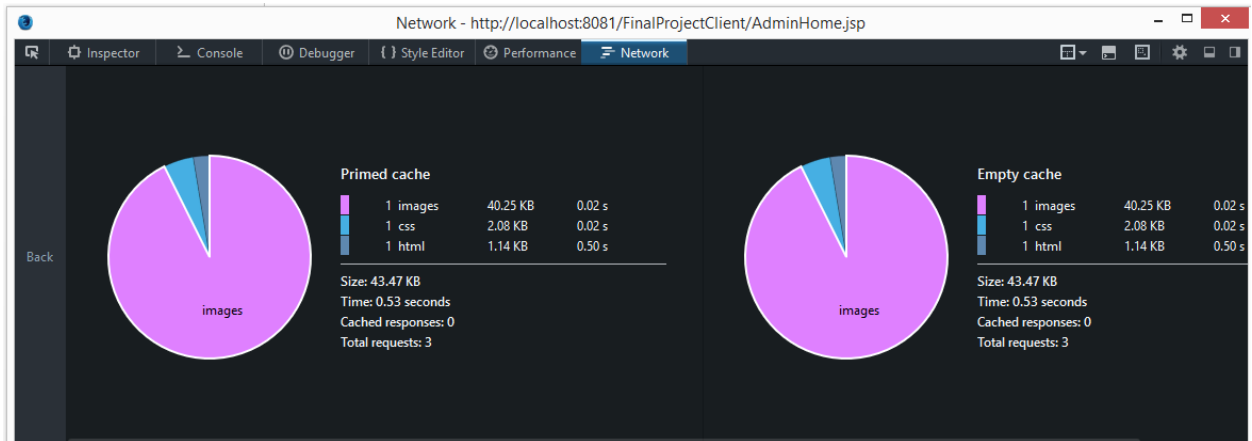 Network - http://localhost:8081/FinalProjectClient/AdminHome.jsp
Inspector Console Debugger { } Style Editor Performance Network
Back
images
Primed cache
1 images 40.25 KB 0.02 s
1 css 2.08 KB 0.02 s
1 html 1.14 KB 0.50 s
Size: 43.47 KB
Time: 0.53 seconds
Cached responses: 0
Total requests: 3
images
Empty cache
1 images 40.25 KB 0.02 s
1 css 2.08 KB 0.02 s
1 html 1.14 KB 0.50 s
Size: 43.47 KB
Time: 0.53 seconds
Cached responses: 0
Total requests: 3